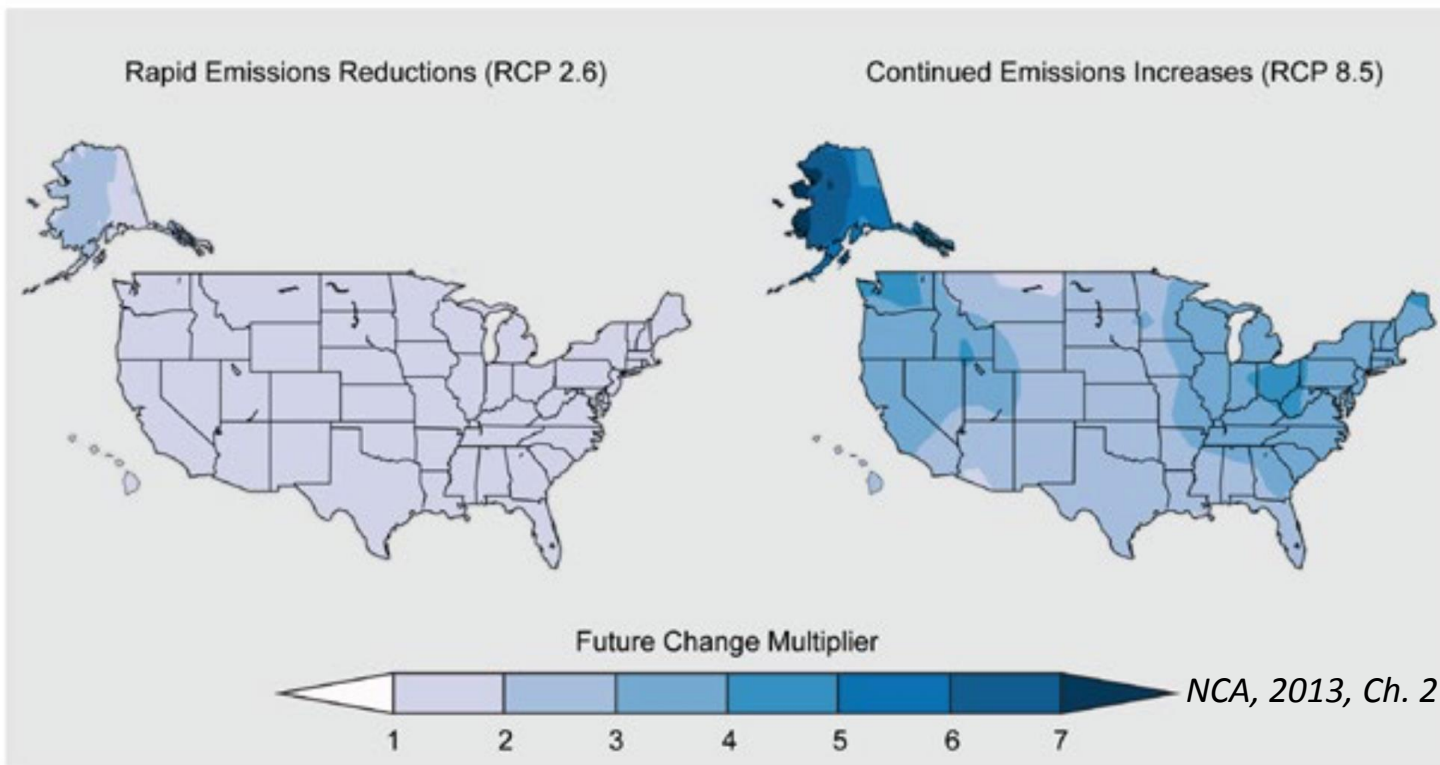 Rapid Emissions Reductions (RCP 2.6)
Continued Emissions Increases (RCP 8.5)
Future Change Multiplier
NCA, 2013, Ch. 2
1 2 3 4 5 6 7